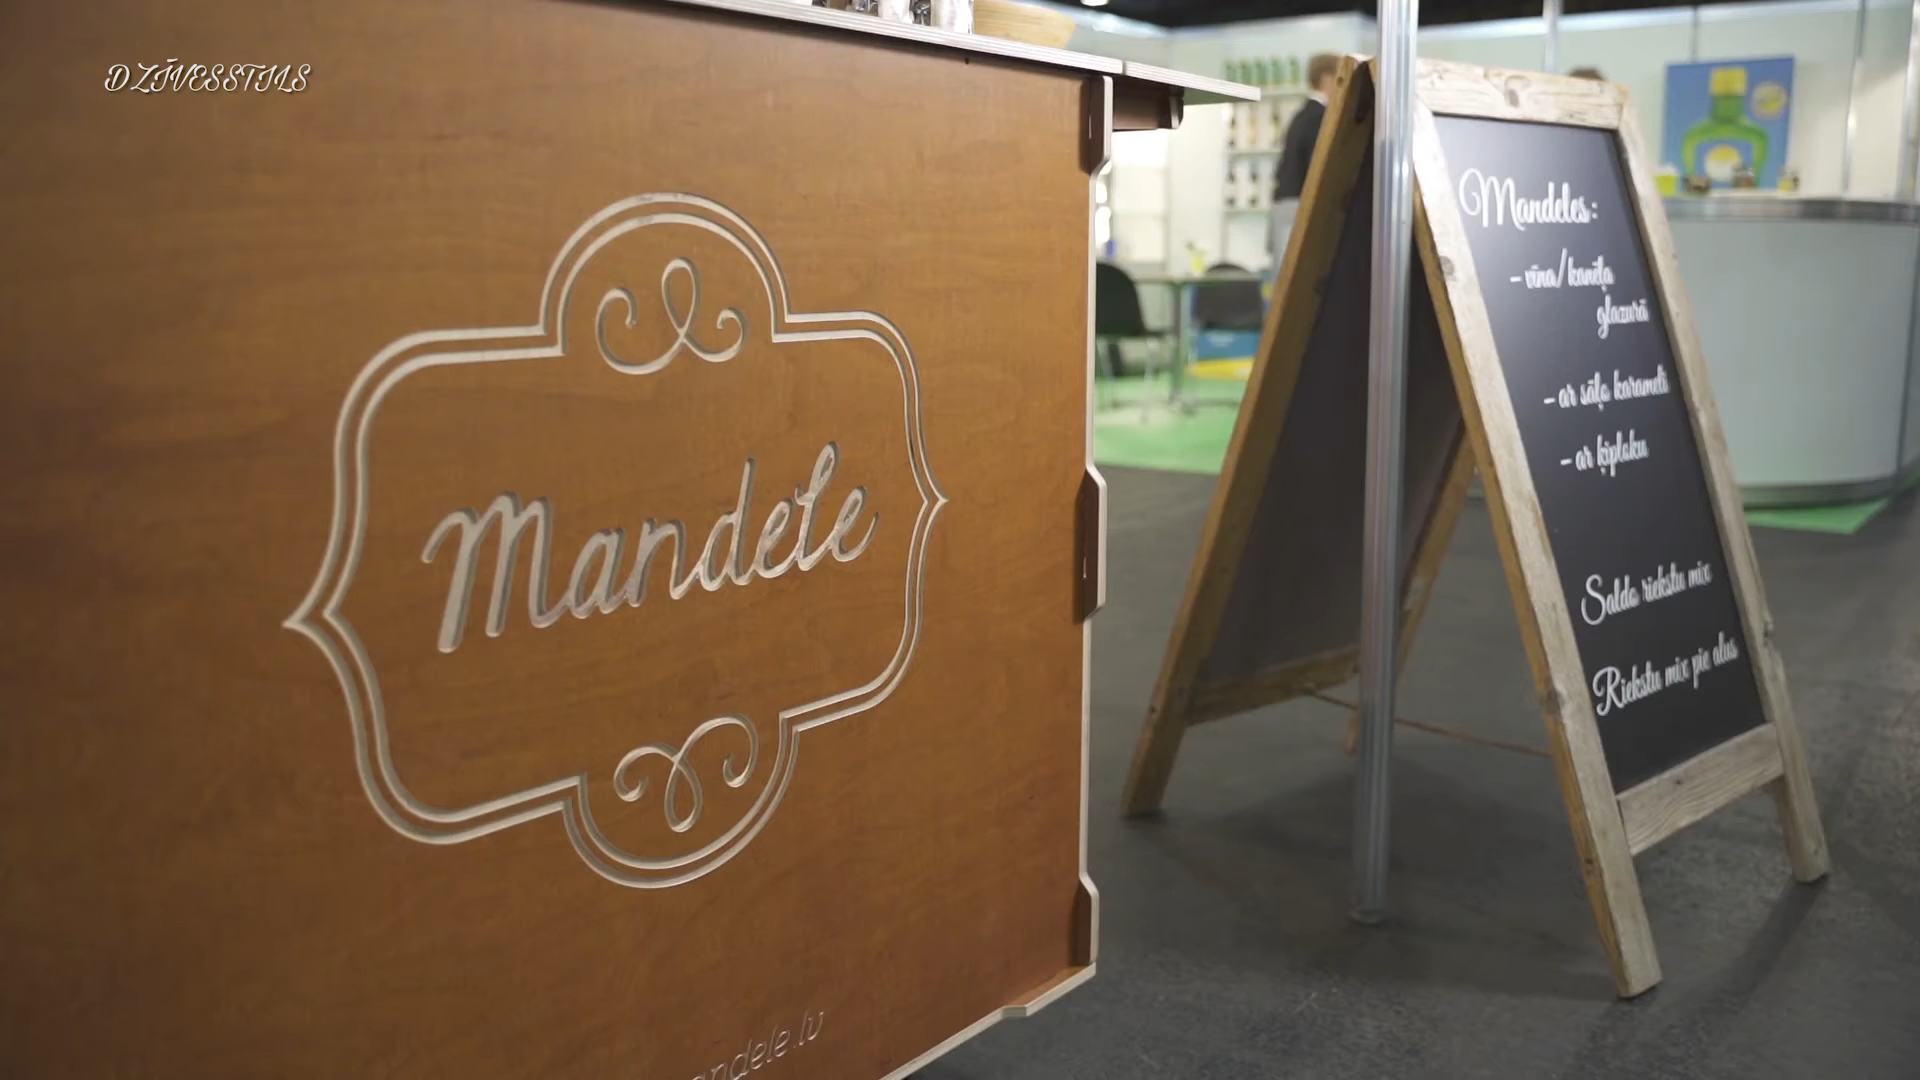 DZĪVESSTILS
Mandele
andele.lv
Mandeles:
- vīna/kanēļa
glazūrā
- ar sāļo karameli
- ar ķiploku
Saldo riekstu mix
Riekstu mix pie alus